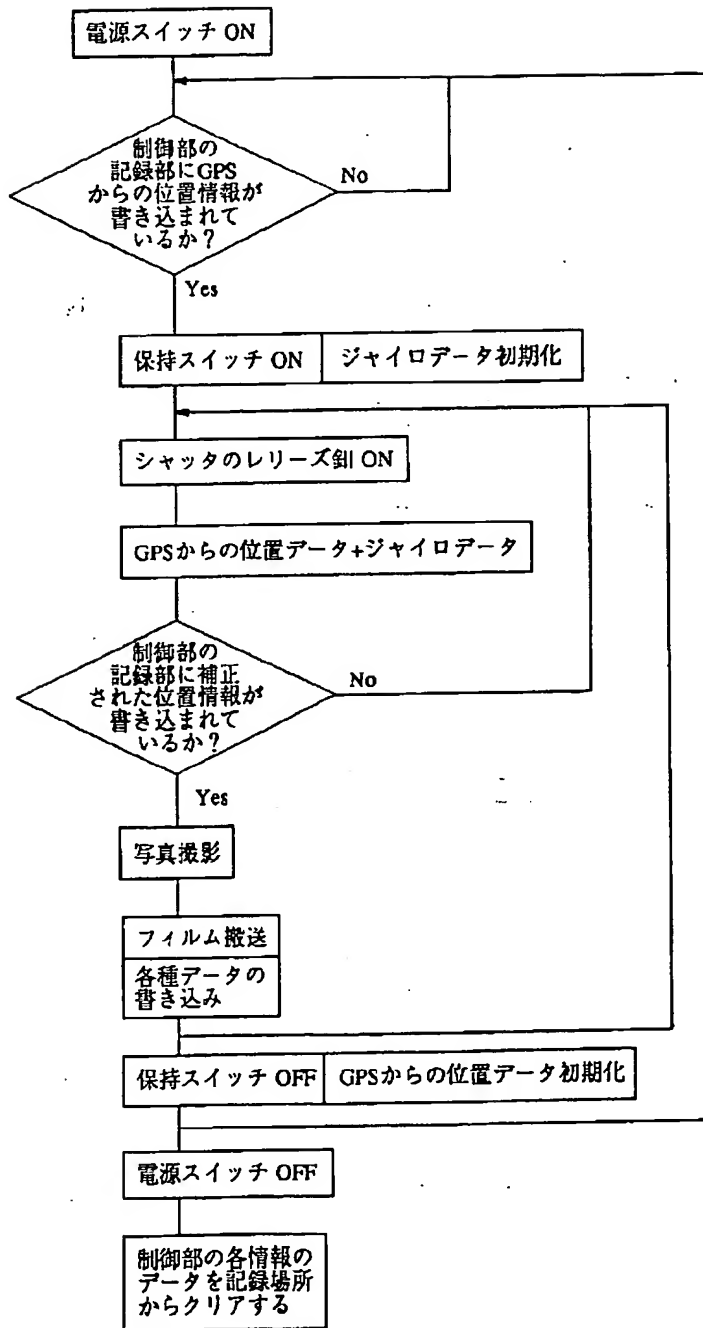 電源スイッチ ON
制御部の
記録部にGPS
からの位置情報が
書き込まれて
いるか?
No
Yes
保持スイッチ ON
ジャイロデータ初期化
シャッタのレリーズ釦 ON
GPSからの位置データ+ジャイロデータ
制御部の
記録部に補正
された位置情報が
書き込まれて
いるか?
No
Yes
写真撮影
フィルム搬送
各種データの
書き込み
保持スイッチ OFF
GPSからの位置データ初期化
電源スイッチ OFF
制御部の各情報の
データを記録場所
からクリアする